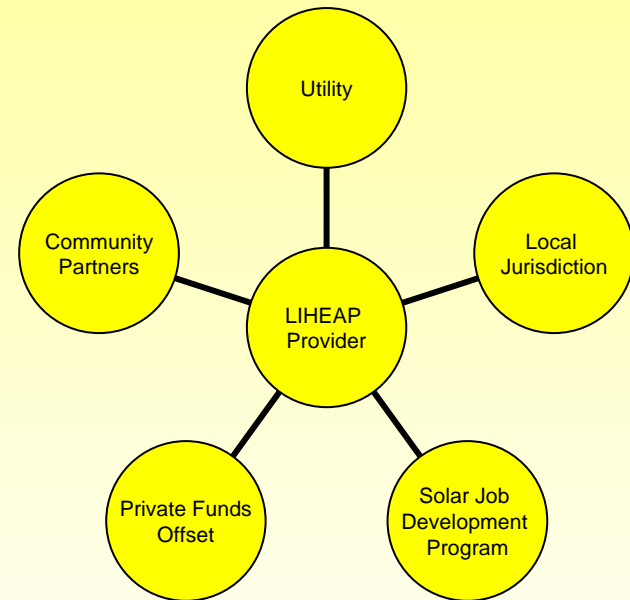 Utility
Community
Partners
Local
Jurisdiction
LIHEAP
Provider
Private Funds
Offset
Solar Job
Development
Program